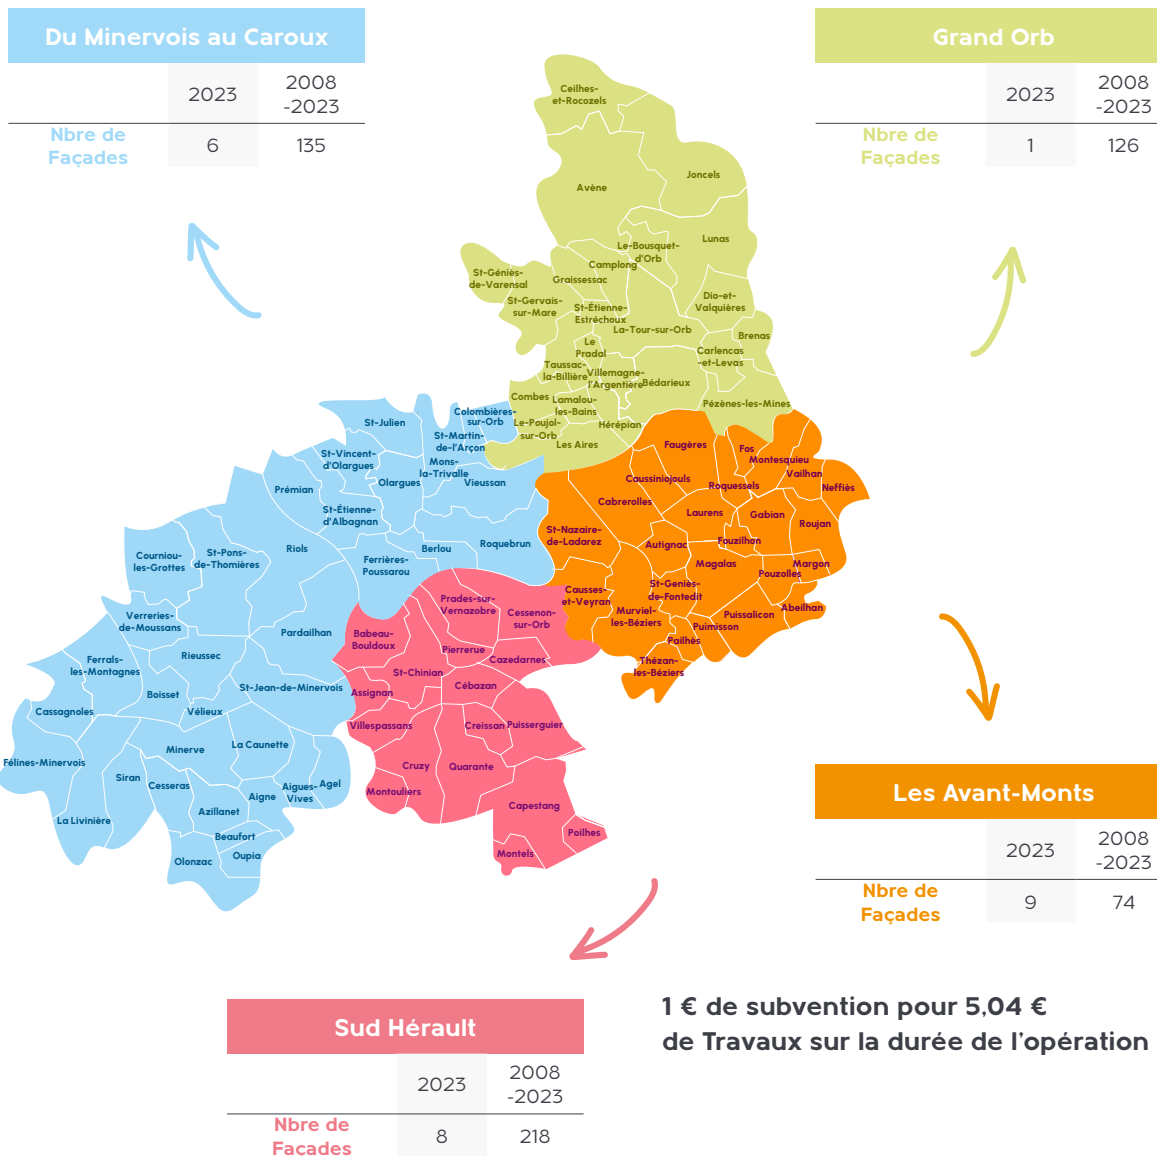 Du Minervois au Caroux
2023
2008
-2023
Nbre de
Façades
6
135
Grand Orb
2023
2008
-2023
Nbre de
Façades
1
126
Ceilhes-
et-Rocozels
Avène
Joncels
Lunas
Le-Bousquet-
d'Orb
Camplong
Graissessac
St-Géniès-
de-Varensal
St-Gervais-
sur-Mare
St-Étienne-
Estréchoux
Dio-et-
Valquières
La-Tour-sur-Orb
Brenas
Le
Pradal
Carlencas
-et-Levas
Taussac-
la-Billière
Villemagne-
l'Argentière
Bédarieux
Combes
Lamalou-
les-Bains
Pézènes-les-Mines
Le-Poujol-
sur-Orb
Hérépian
Les Aires
St-Julien
Colombières-
sur-Orb
St-Martin-
de-l'Arçon
St-Vincent-
d'Olargues
Mons-
la-Trivalle
Olargues
Vieussan
Prémian
St-Étienne-
d'Albagnan
Riols
Berlou
Roquebrun
Courniou-
les-Grottes
St-Pons-
de-Thomières
Ferrières-
Poussarou
Verreries-
de-Moussans
Pardailhan
Rieussec
Ferrals-
les-Montagnes
Boisset
St-Jean-de-Minervois
Vélieux
Cassagnoles
Minerve
La Caunette
Félines-Minervois
Siran
Cesseras
Aigne
Aigues-
Vives
Agel
Azillanet
La Livinière
Beaufort
Oupia
Olonzac
Faugères
Fos
Montesquieu
Vailhan
Neffiès
Caussiniojouls
Roquessels
Cabrerolles
Laurens
Gabian
Roujan
St-Nazaire-
de-Ladarez
Autignac
Fouzilhon
Magalas
Margon
Pouzolles
St-Geniès-
de-Fontedit
Causses-
et-Veyran
Murviel-
les-Béziers
Puissalicon
Abeilhan
Puimisson
Pailhès
Thézan-
les-Béziers
Prades-sur-
Vernazobre
Cessenon-
sur-Orb
Babeau-
Bouldoux
Pierrerue
Cazedarnes
St-Chinian
Cébazan
Assignan
Villespassans
Creissan
Puisserguier
Cruzy
Quarante
Montouliers
Capestang
Poilhes
Montels
Les Avant-Monts
2023
2008
-2023
Nbre de
Façades
9
74
1 € de subvention pour 5,04 €
de Travaux sur la durée de l'opération
Sud Hérault
2023
2008
-2023
Nbre de
Façades
8
218